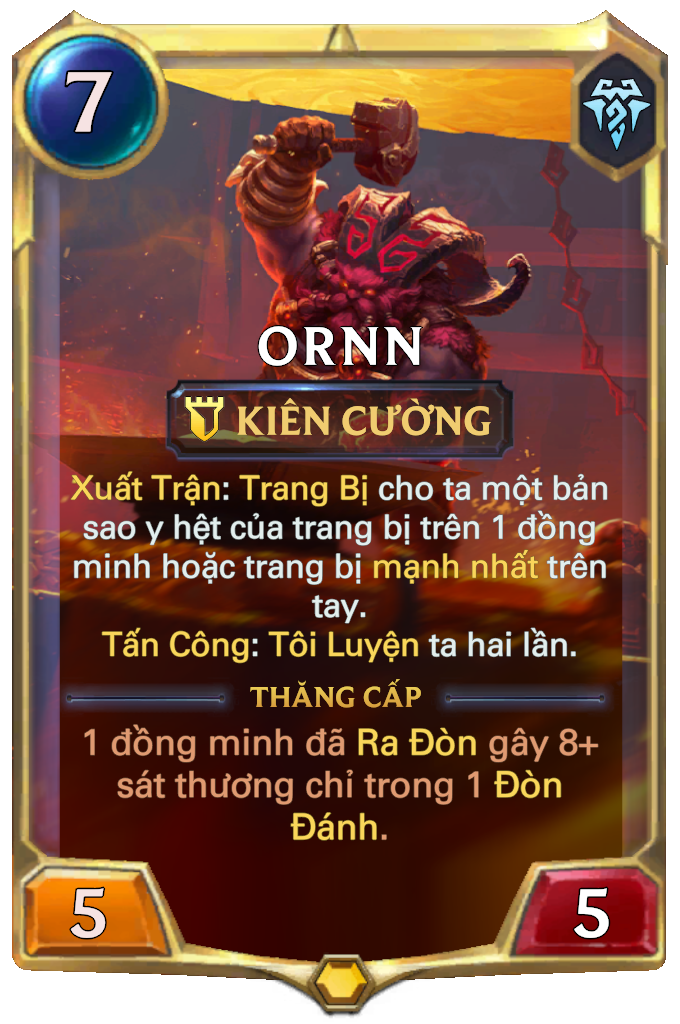 7
ORNN
KIÊN CƯỜNG
Xuất Trận: Trang Bị cho ta một bản
sao y hệt của trang bị trên 1 đồng
minh hoặc trang bị mạnh nhất trên
tay.
Tấn Công: Tôi Luyện ta hai lần.
THĂNG CẤP
1 đồng minh đã Ra Đòn gây 8+
sát thương chỉ trong 1 Đòn
Đánh.
5
5